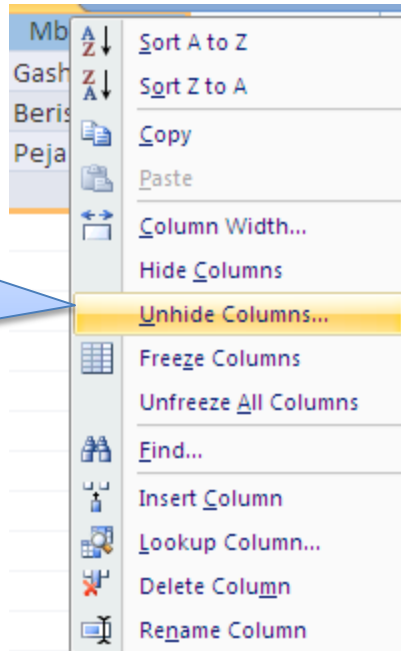 Mb
Gash
Beris
Peja
Sort A to Z
Sort Z to A
Copy
Paste
Column Width...
Hide Columns
Unhide Columns...
Freeze Columns
Unfreeze All Columns
Find...
Insert Column
Lookup Column...
Delete Column
Rename Column